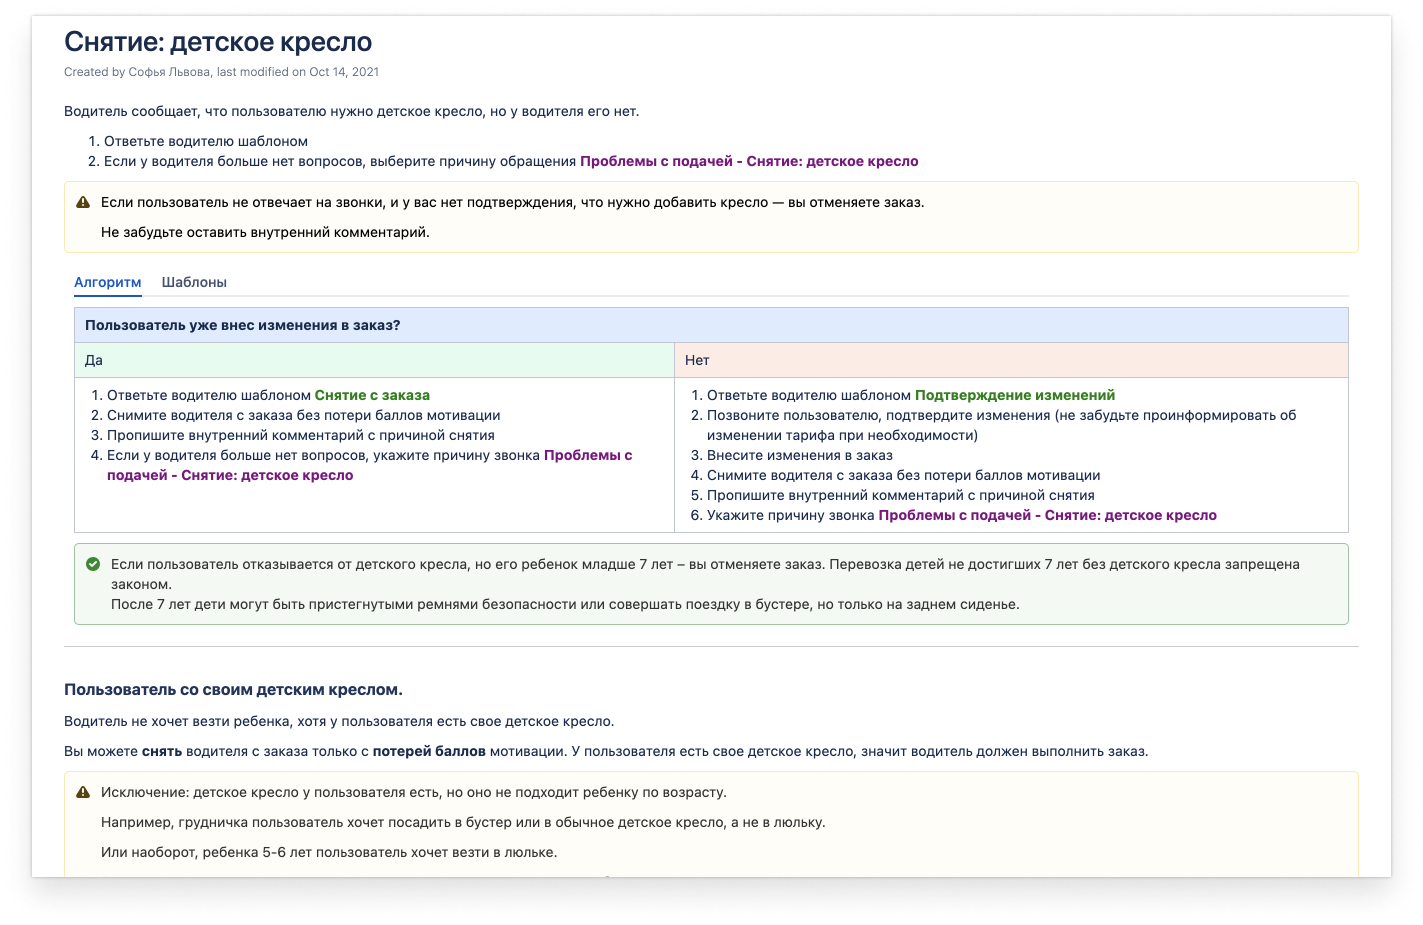 Снятие: детское кресло
Created by Софья Львова, last modified on Oct 14, 2021
Водитель сообщает, что пользователю нужно детское кресло, но у водителя его нет.
1. Ответьте водителю шаблоном
2. Если у водителя больше нет вопросов, выберите причину обращения Проблемы с подачей - Снятие: детское кресло
Если пользователь не отвечает на звонки, и у вас нет подтверждения, что нужно добавить кресло — вы отменяете заказ.
Не забудьте оставить внутренний комментарий.
Алгоритм Шаблоны
Пользователь уже внес изменения в заказ?
Да
1. Ответьте водителю шаблоном Снятие с заказа
2. Снимите водителя с заказа без потери баллов мотивации
3. Пропишите внутренний комментарий с причиной снятия
4. Если у водителя больше нет вопросов, укажите причину звонка Проблемы с
подачей - Снятие: детское кресло
Нет
1. Ответьте водителю шаблоном Подтверждение изменений
2. Позвоните пользователю, подтвердите изменения (не забудьте проинформировать об
изменении тарифа при необходимости)
3. Внесите изменения в заказ
4. Снимите водителя с заказа без потери баллов мотивации
5. Пропишите внутренний комментарий с причиной снятия
6. Укажите причину звонка Проблемы с подачей - Снятие: детское кресло
Если пользователь отказывается от детского кресла, но его ребенок младше 7 лет – вы отменяете заказ. Перевозка детей не достигших 7 лет без детского кресла запрещена
законом.
После 7 лет дети могут быть пристегнутыми ремнями безопасности или совершать поездку в бустере, но только на заднем сиденье.
Пользователь со своим детским креслом.
Водитель не хочет везти ребенка, хотя у пользователя есть свое детское кресло.
Вы можете снять водителя с заказа только с потерей баллов мотивации. У пользователя есть свое детское кресло, значит водитель должен выполнить заказ.
Исключение: детское кресло у пользователя есть, но оно не подходит ребенку по возрасту.
Например, грудничка пользователь хочет посадить в бустер или в обычное детское кресло, а не в люльку.
Или наоборот, ребенка 5-6 лет пользователь хочет везти в люльке.